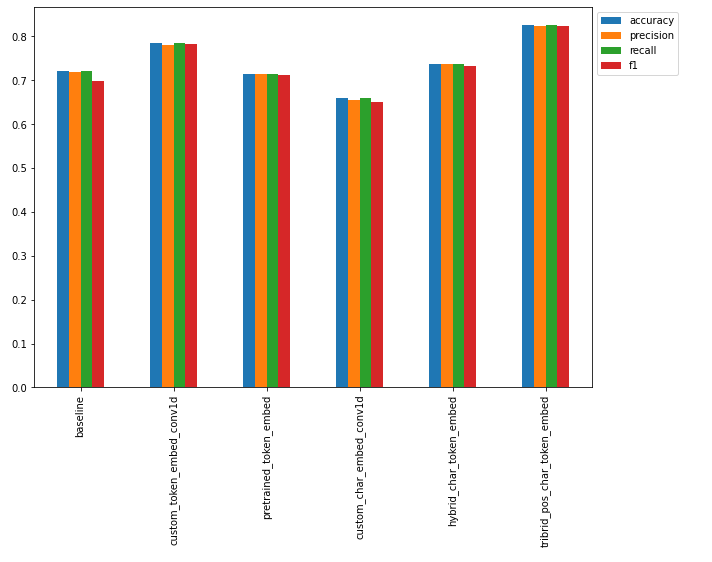 accuracy
precision
recall
f1
0.8
0.7
0.6
0.5
0.4
0.3
0.2
0.1
0.0
baseline
custom_token_embed_conv1d
pretrained_token_embed
custom_char_embed_conv1d
hybrid_char_token_embed
tribrid_pos_char_token_embed